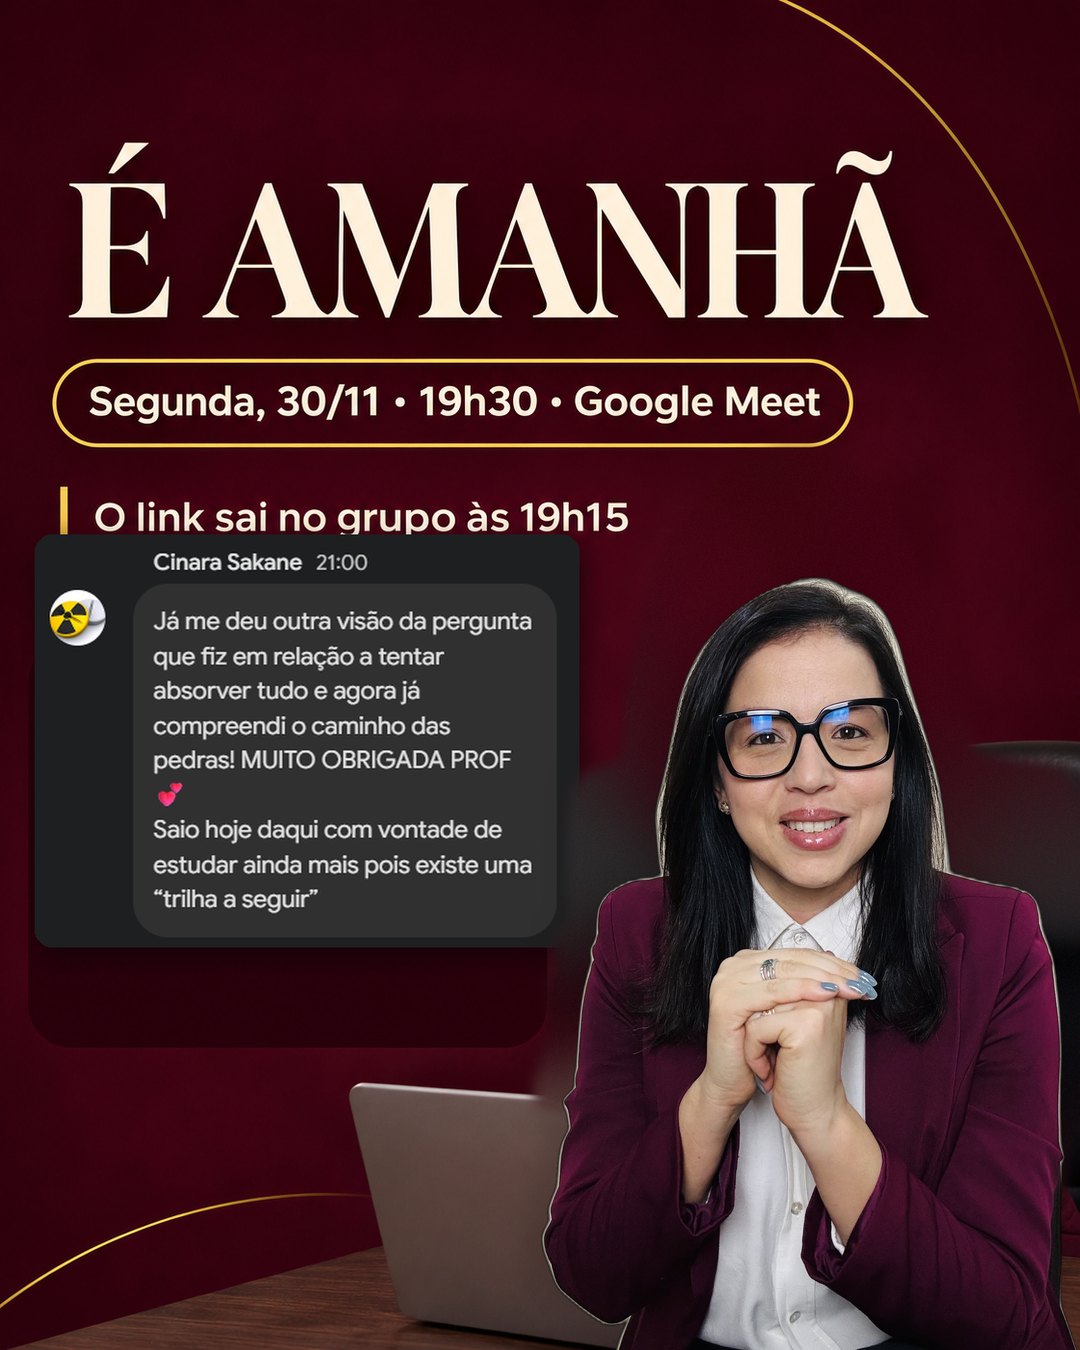 É AMANHÃ
Segunda, 30/11 • 19h30 • Google Meet
O link sai no grupo às 19h15
Cinara Sakane 21:00
Já me deu outra visão da pergunta
que fiz em relação a tentar
absorver tudo e agora já
compreendi o caminho das
pedras! MUITO OBRIGADA PROF
💕
Saio hoje daqui com vontade de
estudar ainda mais pois existe uma
“trilha a seguir”